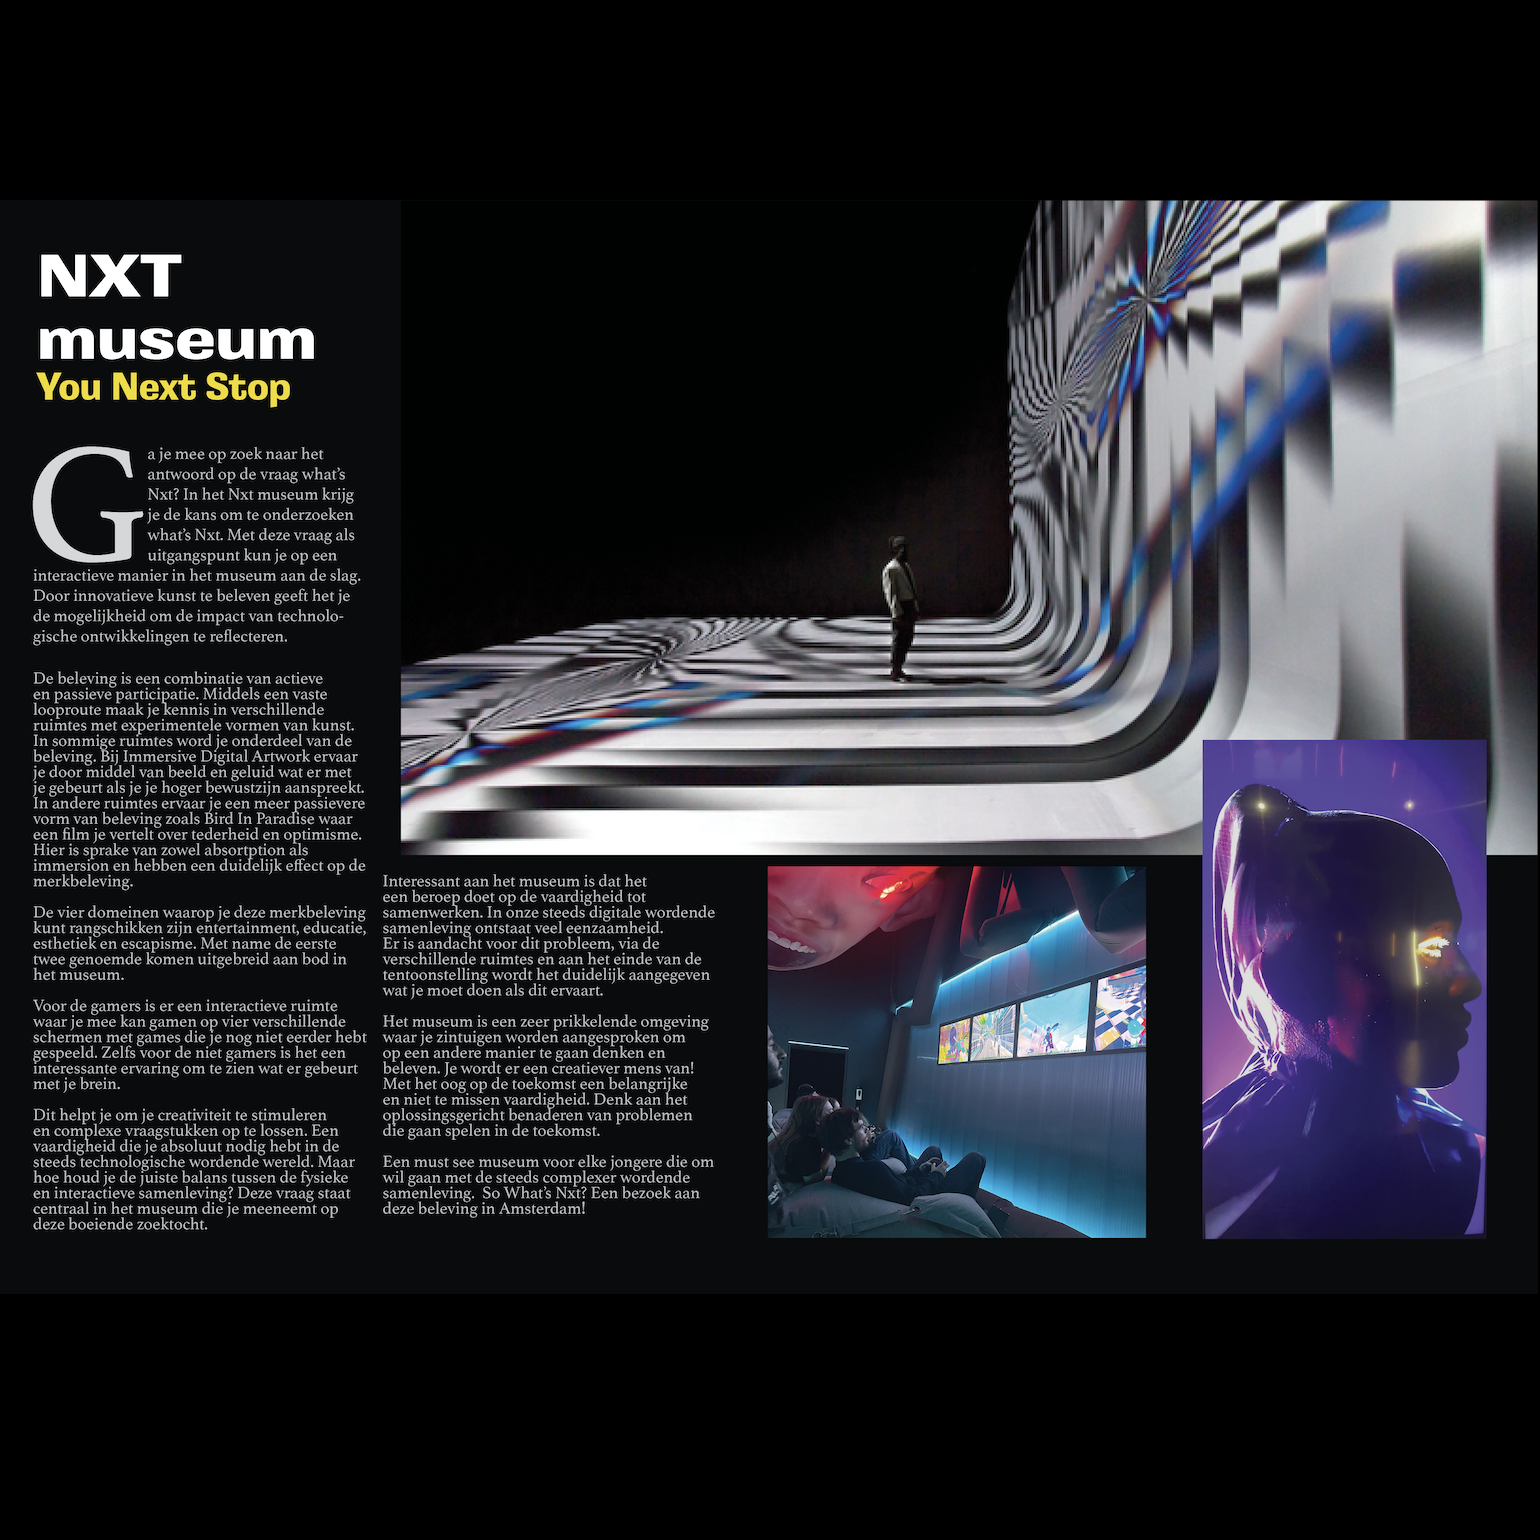 NXT
museum
You Next Stop
Ga je mee op zoek naar het
antwoord op de vraag what's
Nxt? In het Nxt museum krijg
je de kans om te onderzoeken
what's Nxt. Met deze vraag als
uitgangspunt kun je op een
interactieve manier in het museum aan de slag.
Door innovatieve kunst te beleven geeft het je
de mogelijkheid om de impact van technolo-
gische ontwikkelingen te reflecteren.
De beleving is een combinatie van actieve
en passieve participatie. Middels een vaste
looproute maak je kennis in verschillende
ruimtes met experimentele vormen van kunst.
In sommige ruimtes word je onderdeel van de
beleving. Bij Immersive Digital Artwork ervaar
je door middel van beeld en geluid wat er met
je gebeurt als je je hoger bewustzijn aanspreekt.
In andere ruimtes ervaar je een meer passievere
vorm van beleving zoals Bird In Paradise waar
een film je vertelt over tederheid en optimisme.
Hier is sprake van zowel absortption als
immersion en hebben een duidelijk effect op de
merkbeleving.
De vier domeinen waarop je deze merkbeleving
kunt rangschikken zijn entertainment, educatie,
esthetiek en escapisme. Met name de eerste
twee genoemde komen uitgebreid aan bod in
het museum.
Voor de gamers is er een interactieve ruimte
waar je mee kan gamen op vier verschillende
schermen met games die je nog niet eerder hebt
gespeeld. Zelfs voor de niet gamers is het een
interessante ervaring om te zien wat er gebeurt
met je brein.
Dit helpt je om je creativiteit te stimuleren
en complexe vraagstukken op te lossen. Een
vaardigheid die je absoluut nodig hebt in de
steeds technologische wordende wereld. Maar
hoe houd je de juiste balans tussen de fysieke
en interactieve samenleving? Deze vraag staat
centraal in het museum die je meeneemt op
deze boeiende zoektocht.
Interessant aan het museum is dat het
een beroep doet op de vaardigheid tot
samenwerken. In onze steeds digitale wordende
samenleving ontstaat veel eenzaamheid.
Er is aandacht voor dit probleem, via de
verschillende ruimtes en aan het einde van de
tentoonstelling wordt het duidelijk aangegeven
wat je moet doen als dit ervaart.
Het museum is een zeer prikkelende omgeving
waar je zintuigen worden aangesproken om
op een andere manier te gaan denken en
beleven. Je wordt er een creatiever mens van!
Met het oog op de toekomst een belangrijke
en niet te missen vaardigheid. Denk aan het
oplossingsgericht benaderen van problemen
die gaan spelen in de toekomst.
Een must see museum voor elke jongere die om
wil gaan met de steeds complexer wordende
samenleving. So What's Nxt? Een bezoek aan
deze beleving in Amsterdam!